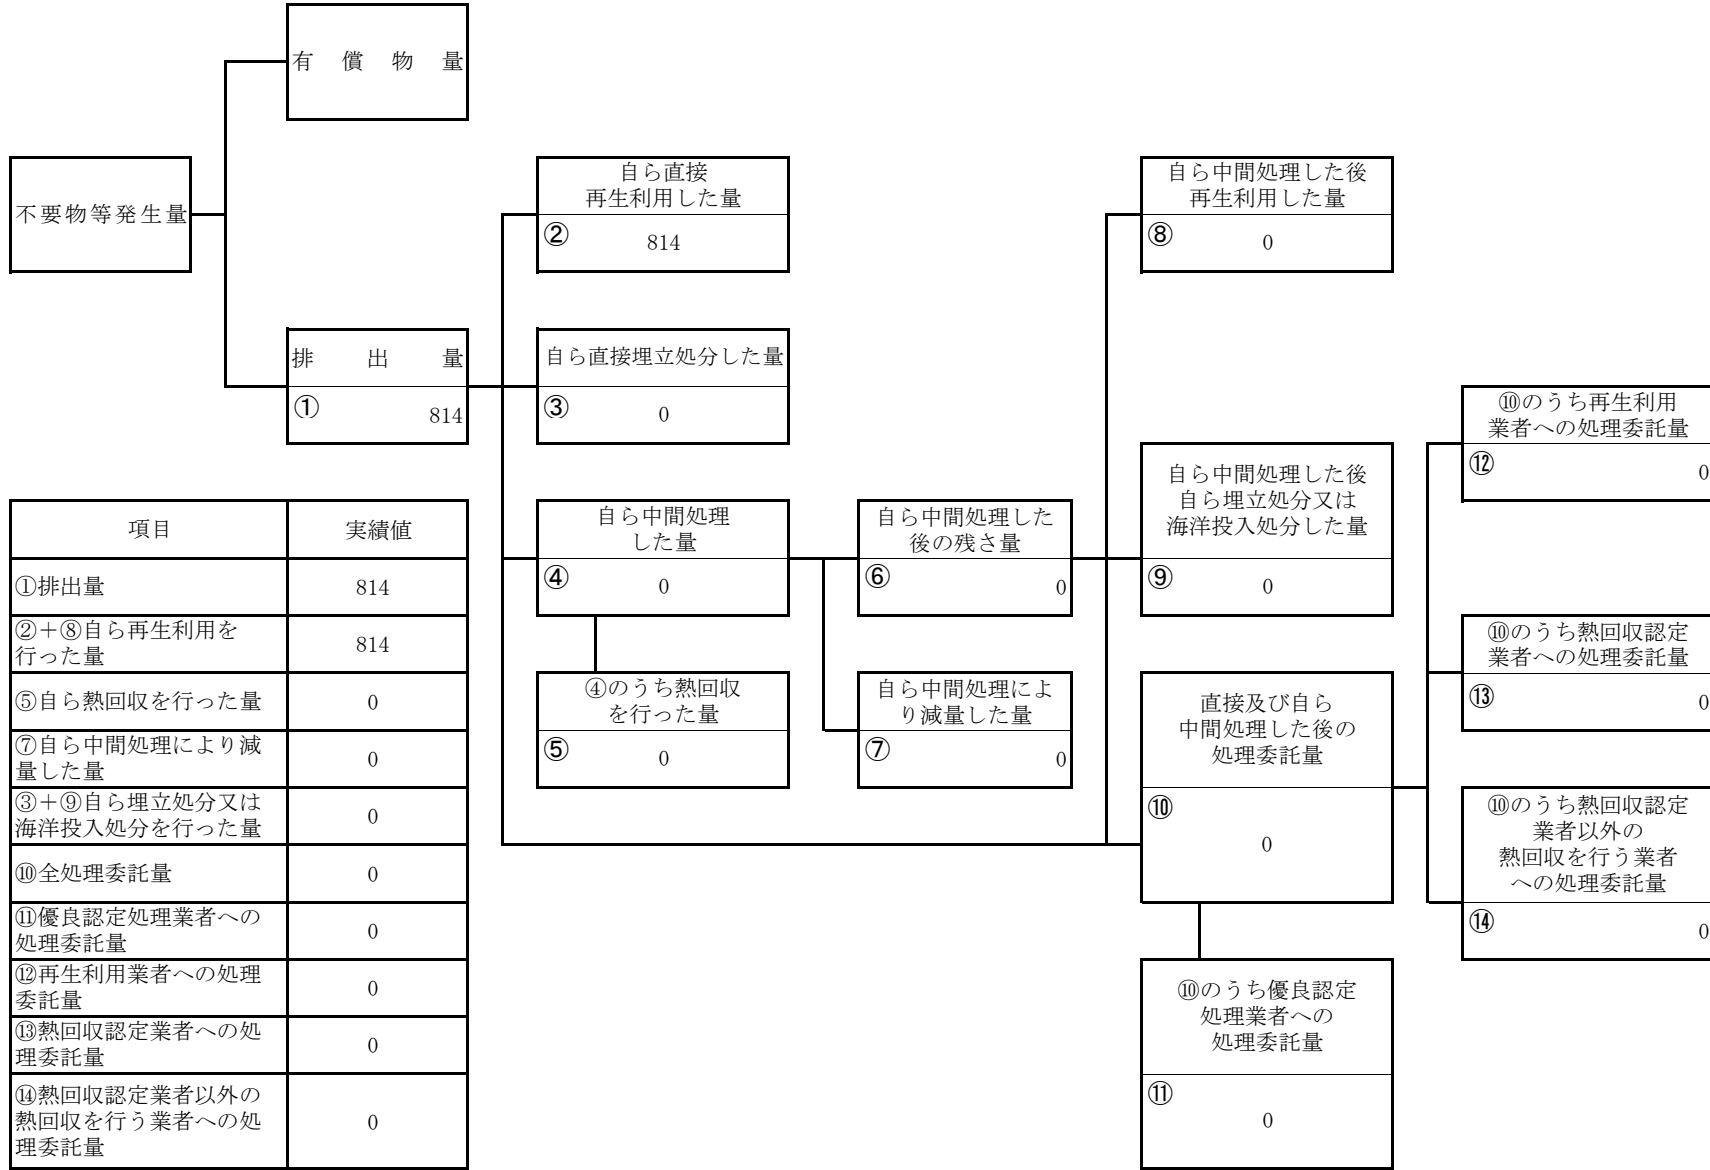 有償物量
不要物等発生量
自ら直接
再生利用した量
② 814
自ら中間処理した後
再生利用した量
⑧ 0
排出量
① 814
自ら直接埋立処分した量
③ 0
⑩のうち再生利用
業者への処理委託量
⑫ 0
自ら中間処理
した量
④ 0
自ら中間処理した
後の残さ量
⑥ 0
自ら中間処理した後
自ら埋立処分又は
海洋投入処分した量
⑨ 0
⑩のうち熱回収認定
業者への処理委託量
⑬ 0
④のうち熱回収
を行った量
⑤ 0
自ら中間処理によ
り減量した量
⑦ 0
直接及び自ら
中間処理した後の
処理委託量
⑩
0
⑩のうち熱回収認定
業者以外の
熱回収を行う業者
への処理委託量
⑭ 0
⑩のうち優良認定
処理業者への
処理委託量
⑪
0
項目 実績値
①排出量 814
②+⑧自ら再生利用を
行った量 814
⑤自ら熱回収を行った量 0
⑦自ら中間処理により減
量した量 0
③+⑨自ら埋立処分又は
海洋投入処分を行った量 0
⑩全処理委託量 0
⑪優良認定処理業者への
処理委託量 0
⑫再生利用業者への処理
委託量 0
⑬熱回収認定業者への処
理委託量 0
⑭熱回収認定業者以外の
熱回収を行う業者への処 0
理委託量